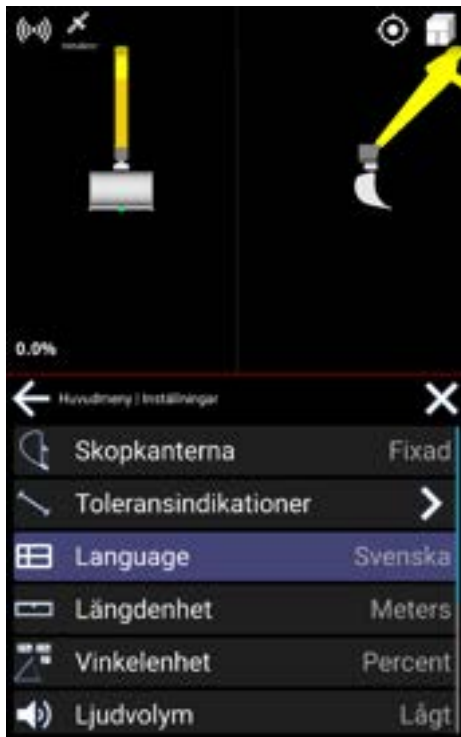 0.0%
Huvudmeny | Inställningar
Skopkanterna Fixad
Toleransindikationer
Language Svenska
Längdenhet Meters
Vinkelenhet Percent
Ljudvolym Lågt